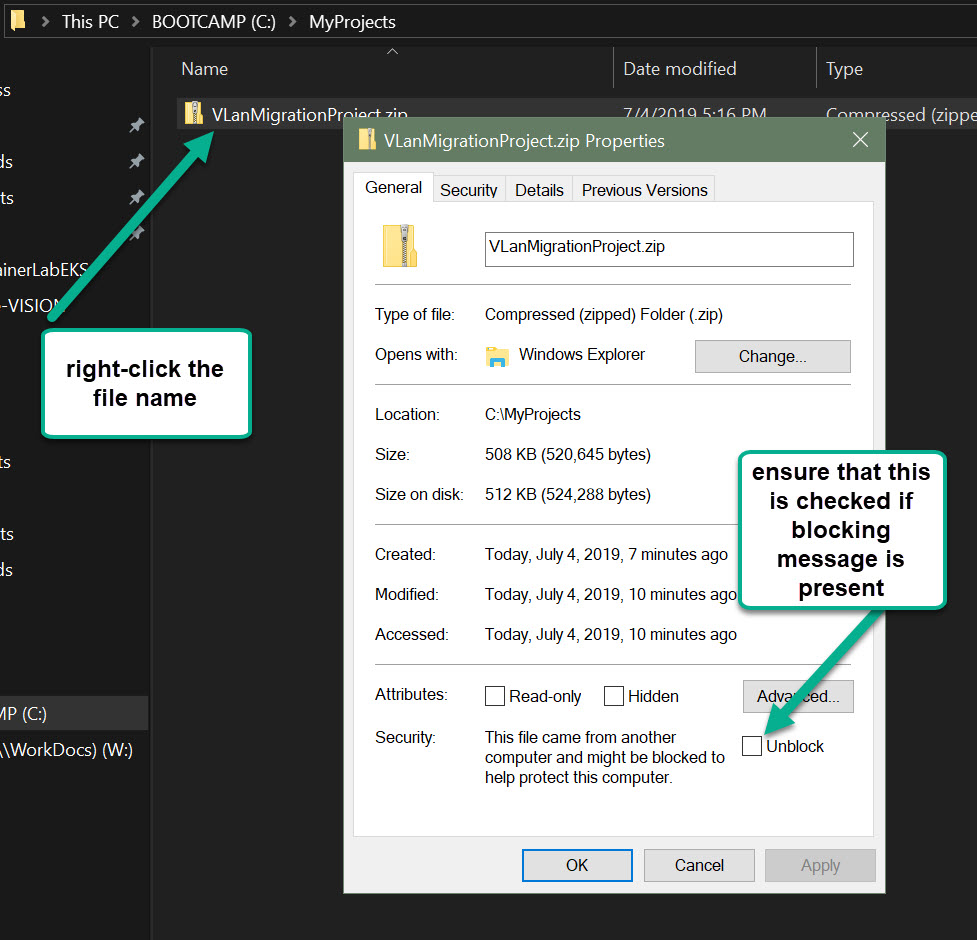 This PC > BOOTCAMP (C:) > MyProjects
Name Date modified Type
ss
VLanMigrationProject.zip 7/4/2019 5:16 PM Compressed (zippe
VLanMigrationProject.zip Properties
ds
General Security Details Previous Versions
ts
VLanMigrationProject.zip
ainerLabEKS
-VISION
Type of file: Compressed (zipped) Folder (.zip)
Opens with: Windows Explorer Change...
right-click the
file name
Location: C:\MyProjects
Size: 508 KB (520,645 bytes)
ts
Size on disk: 512 KB (524,288 bytes)
ensure that this
is checked if
blocking
message is
present
ts
Created: Today, July 4, 2019, 7 minutes ago
ds
Modified: Today, July 4, 2019, 10 minutes ago
Accessed: Today, July 4, 2019, 10 minutes ago
Attributes: Read-only Hidden Advanced...
MP (C:)
Security: This file came from another
computer and might be blocked to
help protect this computer.
Unblock
\\WorkDocs) (W:)
OK Cancel Apply